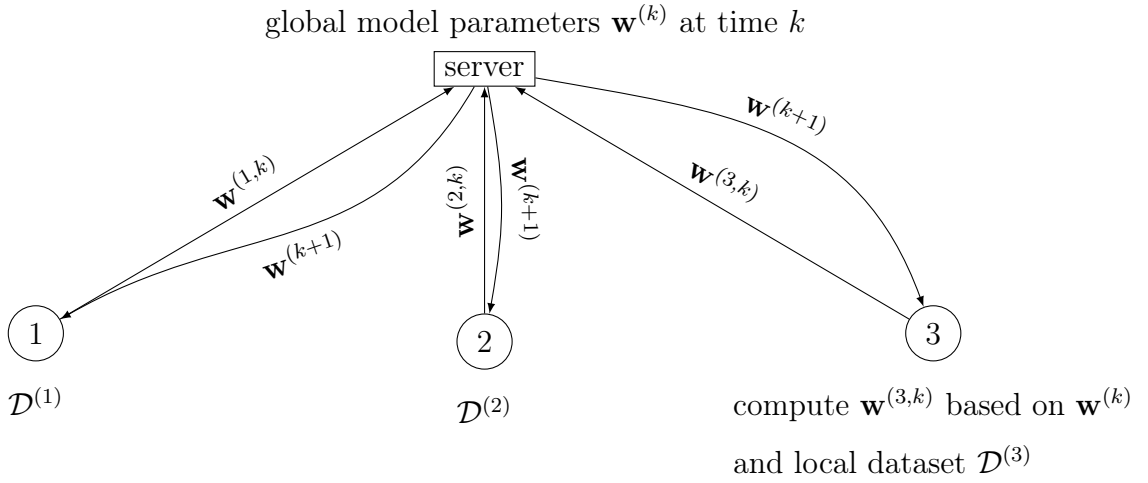 global model parameters w^(k) at time k
server
w^(1,k)
w^(k+1)
w^(2,k)
w^(k+1)
w^(3,k)
w^(k+1)
1
2
3
𝒟^(1)
𝒟^(2)
compute w^(3,k) based on w^(k)
and local dataset 𝒟^(3)